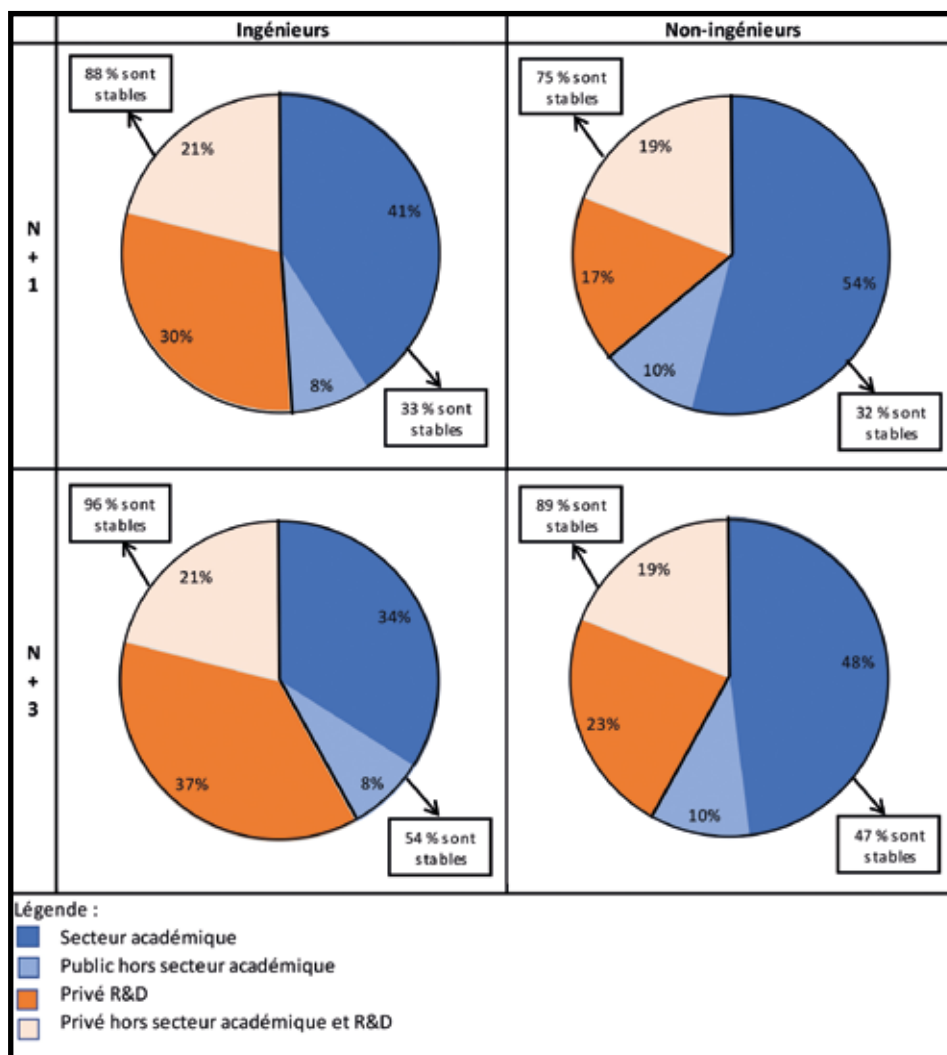 Ingénieurs
Non-ingénieurs
N
+
1
88 % sont
stables
21%
41%
30%
8%
33 % sont
stables
75 % sont
stables
19%
54%
17%
10%
32 % sont
stables
N
+
3
96 % sont
stables
21%
34%
37%
8%
54 % sont
stables
89 % sont
stables
19%
48%
23%
10%
47 % sont
stables
Légende :
Secteur académique
Public hors secteur académique
Privé R&D
Privé hors secteur académique et R&D